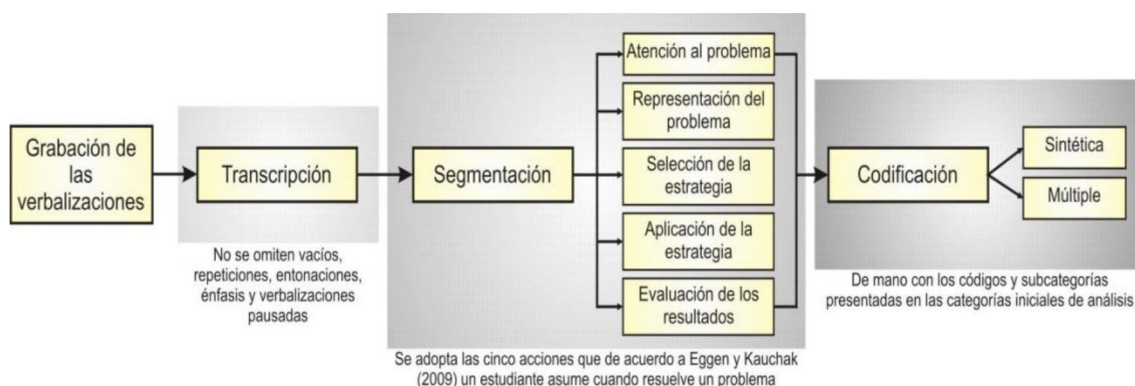 Grabación de
las
verbalizaciones
Transcripción
No se omiten vacíos,
repeticiones, entonaciones,
énfasis y verbalizaciones
pausadas
Segmentación
Atención al problema
Representación del
problema
Selección de la
estrategia
Aplicación de la
estrategia
Evaluación de los
resultados
Se adopta las cinco acciones que de acuerdo a Eggen y Kauchak
(2009) un estudiante asume cuando resuelve un problema
Codificación
Sintética
Múltiple
De mano con los códigos y subcategorías
presentadas en las categorías iniciales de análisis